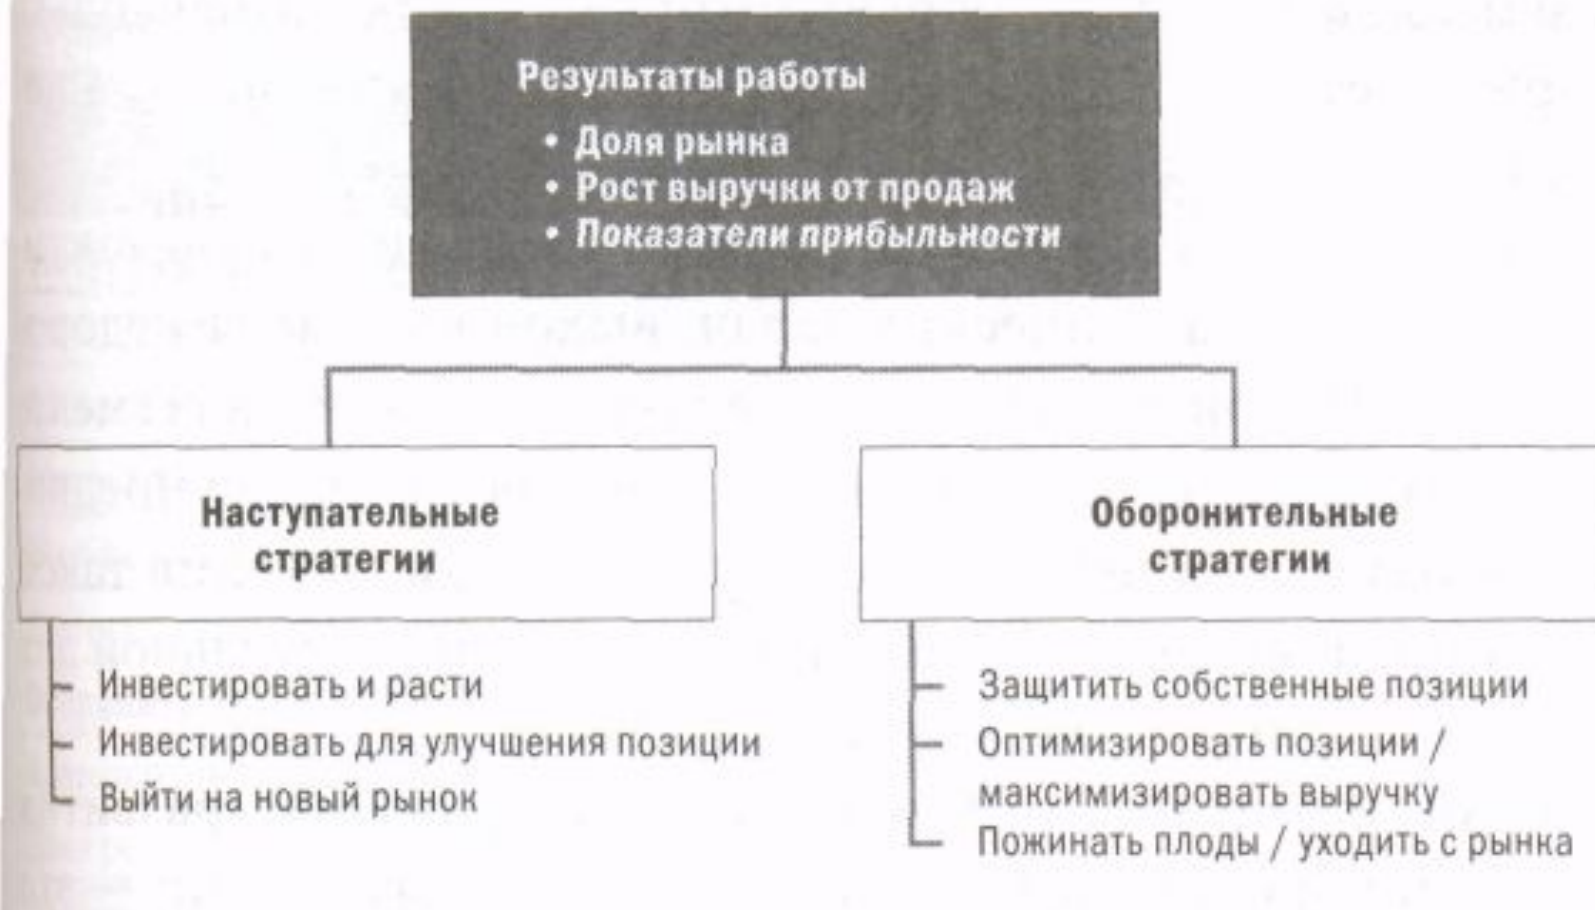 Результаты работы
• Доля рынка
• Рост выручки от продаж
• Показатели прибыльности
Наступательные
стратегии
Инвестировать и расти
Инвестировать для улучшения позиции
Выйти на новый рынок
Оборонительные
стратегии
Защитить собственные позиции
Оптимизировать позиции /
максимизировать выручку
Пожинать плоды / уходить с рынка